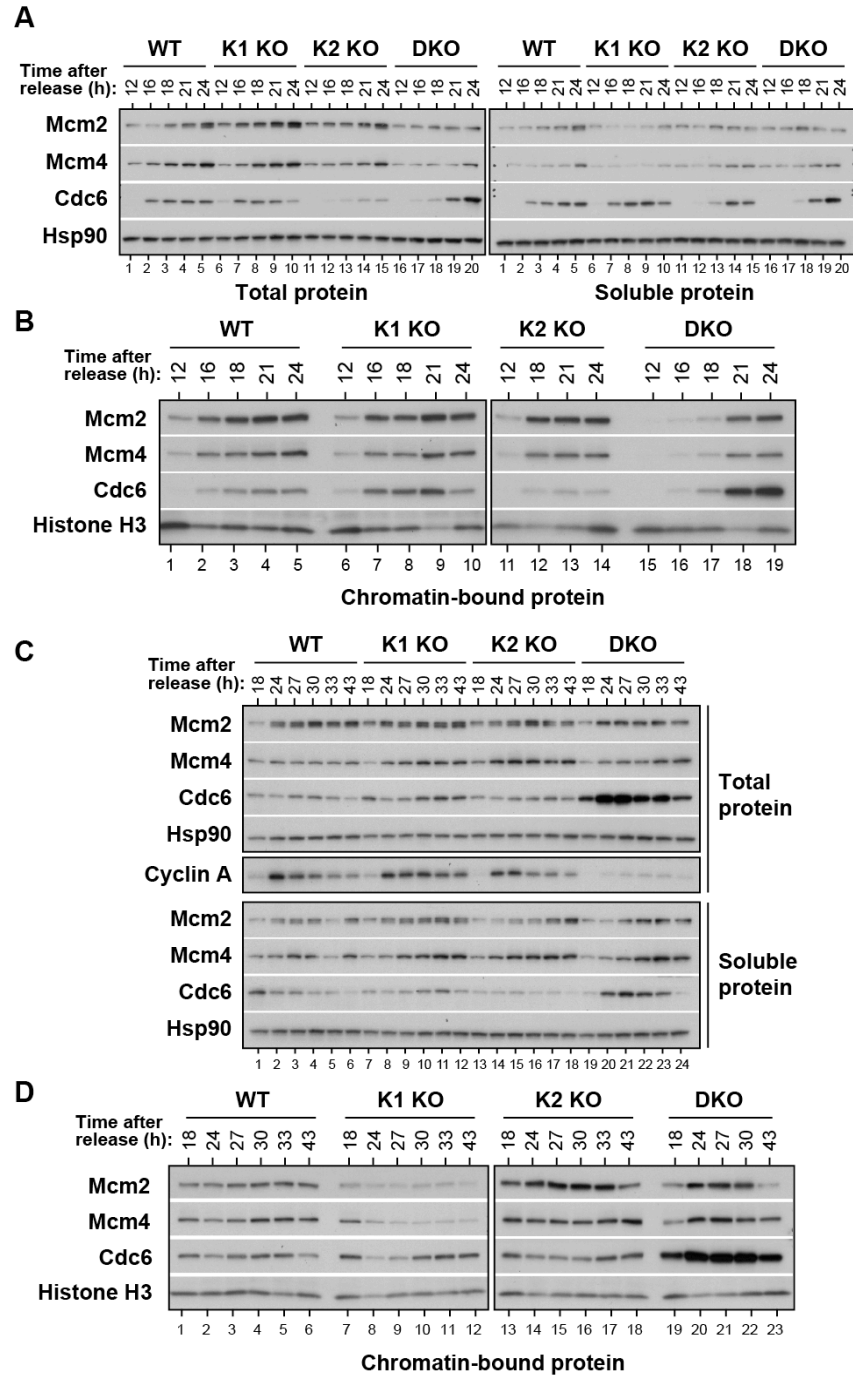 A
WT K1 KO K2 KO DKO WT K1 KO K2 KO DKO
Time after
release (h):
12 16 18 21 24 12 16 18 21 24 12 16 18 21 24 12 16 18 21 24 12 16 18 21 24 12 16 18 21 24 12 16 18 21 24 12 16 18 21 24
Mcm2
Mcm4
Cdc6
Hsp90
1 2 3 4 5 6 7 8 9 10 11 12 13 14 15 16 17 18 19 20 1 2 3 4 5 6 7 8 9 10 11 12 13 14 15 16 17 18 19 20
Total protein Soluble protein
B
WT K1 KO K2 KO DKO
Time after
release (h):
12 16 18 21 24 12 16 18 21 24 12 18 21 24 12 16 18 21 24
Mcm2
Mcm4
Cdc6
Histone H3
1 2 3 4 5 6 7 8 9 10 11 12 13 14 15 16 17 18 19
Chromatin-bound protein
C
WT K1 KO K2 KO DKO
Time after
release (h):
18 24 27 30 33 43 18 24 27 30 33 43 18 24 27 30 33 43 18 24 27 30 33 43
Mcm2
Mcm4
Cdc6
Hsp90
Cyclin A
Total
protein
Mcm2
Mcm4
Cdc6
Hsp90
Soluble
protein
1 2 3 4 5 6 7 8 9 10 11 12 13 14 15 16 17 18 19 20 21 22 23 24
D
WT K1 KO K2 KO DKO
Time after
release (h):
18 24 27 30 33 43 18 24 27 30 33 43 18 24 27 30 33 43 18 24 27 30 43
Mcm2
Mcm4
Cdc6
Histone H3
1 2 3 4 5 6 7 8 9 10 11 12 13 14 15 16 17 18 19 20 21 22 23
Chromatin-bound protein